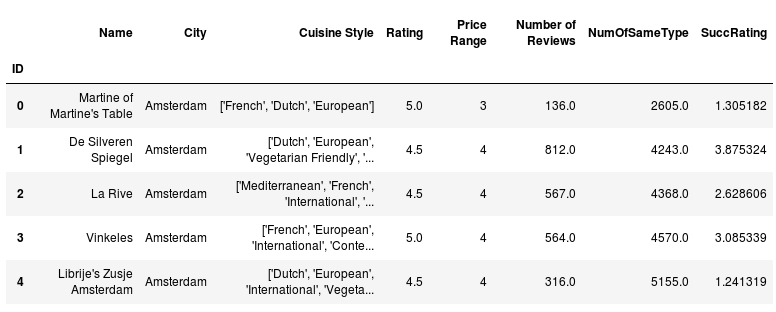 Name City Cuisine Style Rating Price Range Number of Reviews NumOfSameType SuccRating
ID
0 Martine of Martine's Table Amsterdam ['French', 'Dutch', 'European'] 5.0 3 136.0 2605.0 1.305182
1 De Silveren Spiegel Amsterdam ['Dutch', 'European', 'Vegetarian Friendly', '... 4.5 4 812.0 4243.0 3.875324
2 La Rive Amsterdam ['Mediterranean', 'French', 'International', '... 4.5 4 567.0 4368.0 2.628606
3 Vinkeles Amsterdam ['French', 'European', 'International', 'Conte... 5.0 4 564.0 4570.0 3.085339
4 Librije's Zusje Amsterdam Amsterdam ['Dutch', 'European', 'International', 'Vegeta... 4.5 4 316.0 5155.0 1.241319